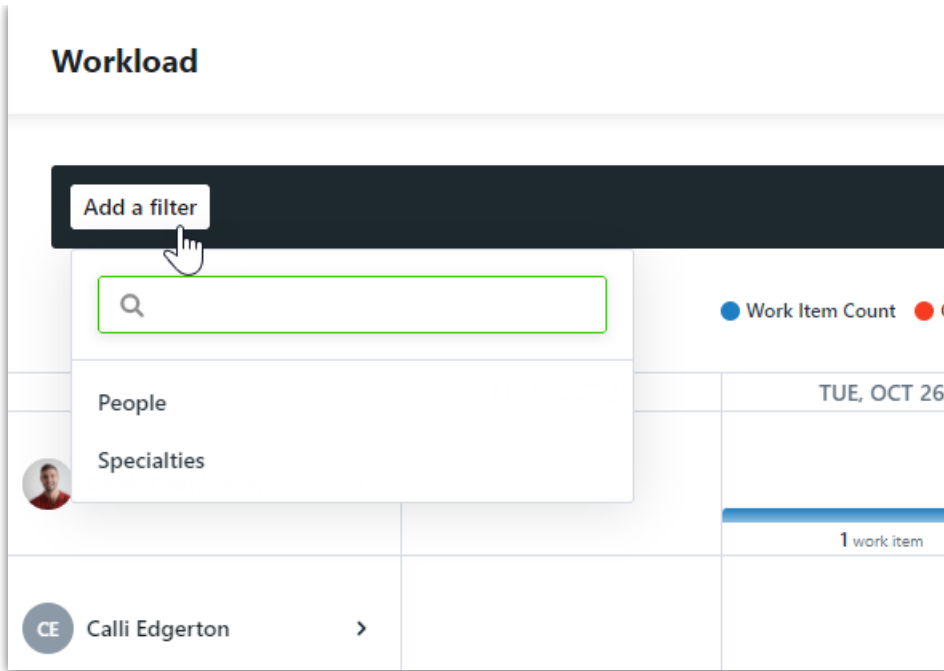 Workload
Add a filter
Work Item Count
TUE, OCT 26
People
Specialties
1 work item
CE Calli Edgerton